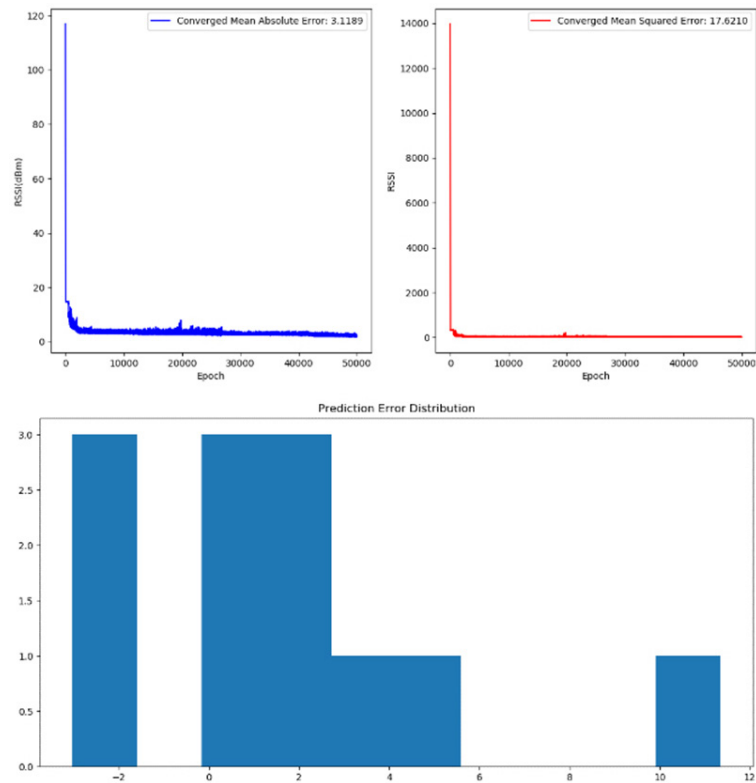 Converged Mean Absolute Error: 3.1189
120
100
80
60
40
20
0
RSSI(dBm)
0 10000 20000 30000 40000 50000
Epoch
Converged Mean Squared Error: 17.6210
14000
12000
10000
8000
6000
4000
2000
0
RSSI
0 10000 20000 30000 40000 50000
Epoch
Prediction Error Distribution
3.0
2.5
2.0
1.5
1.0
0.5
0.0
−2 0 2 4 6 8 10 12